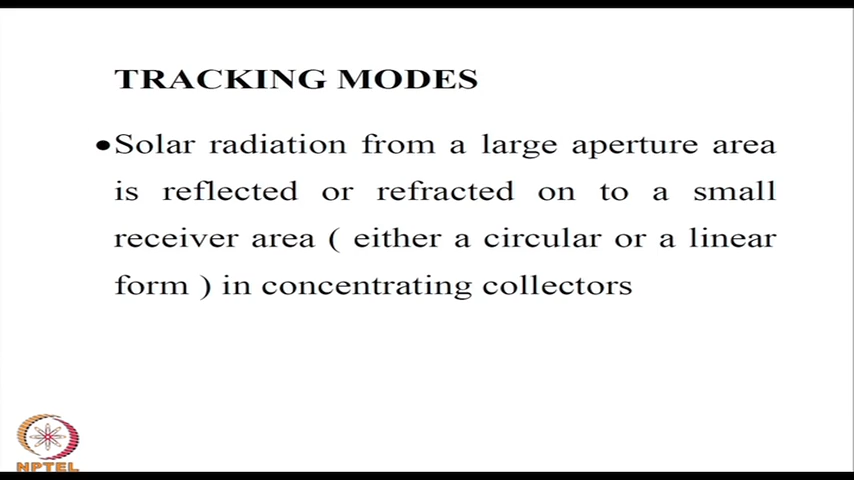 TRACKING MODES
•Solar radiation from a large aperture area
is reflected or refracted on to a small
receiver area ( either a circular or a linear
form ) in concentrating collectors
NPTEL